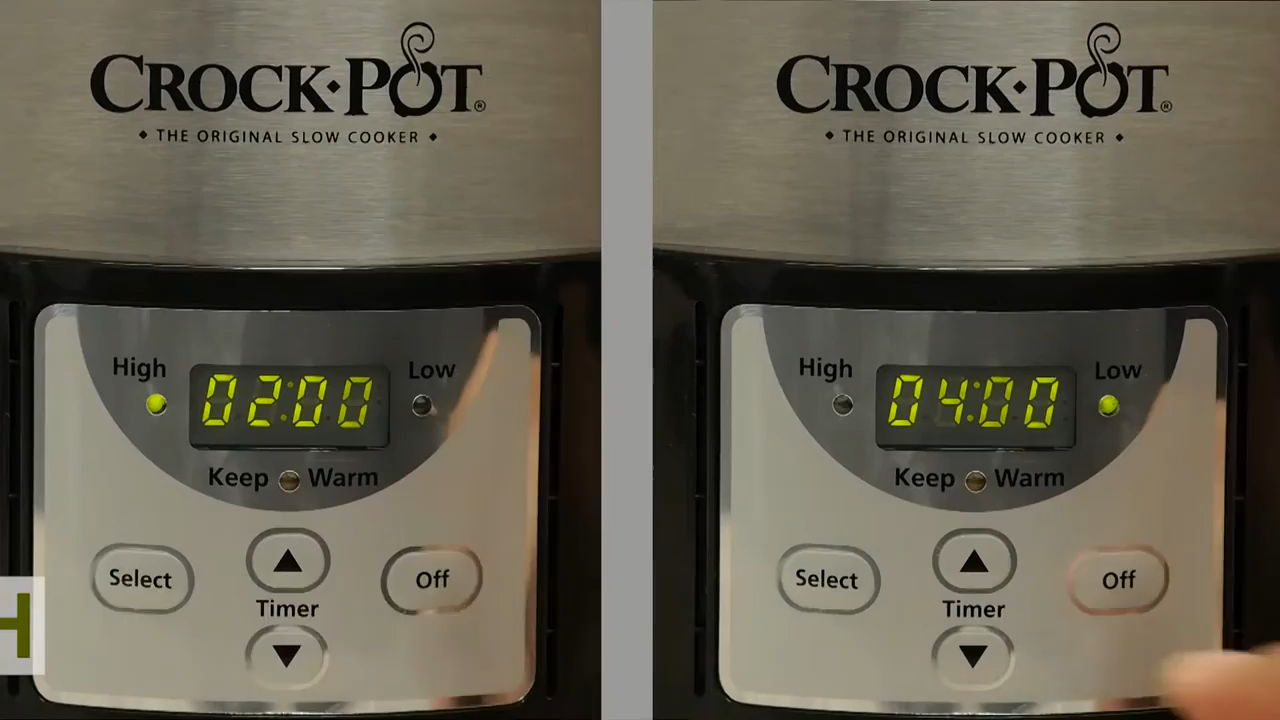 CROCK·POT®
◆ THE ORIGINAL SLOW COOKER ◆
High
02:00
Low
Keep Warm
Select
Timer
Off
H
CROCK·POT®
◆ THE ORIGINAL SLOW COOKER ◆
High
04:00
Low
Keep Warm
Select
Timer
Off